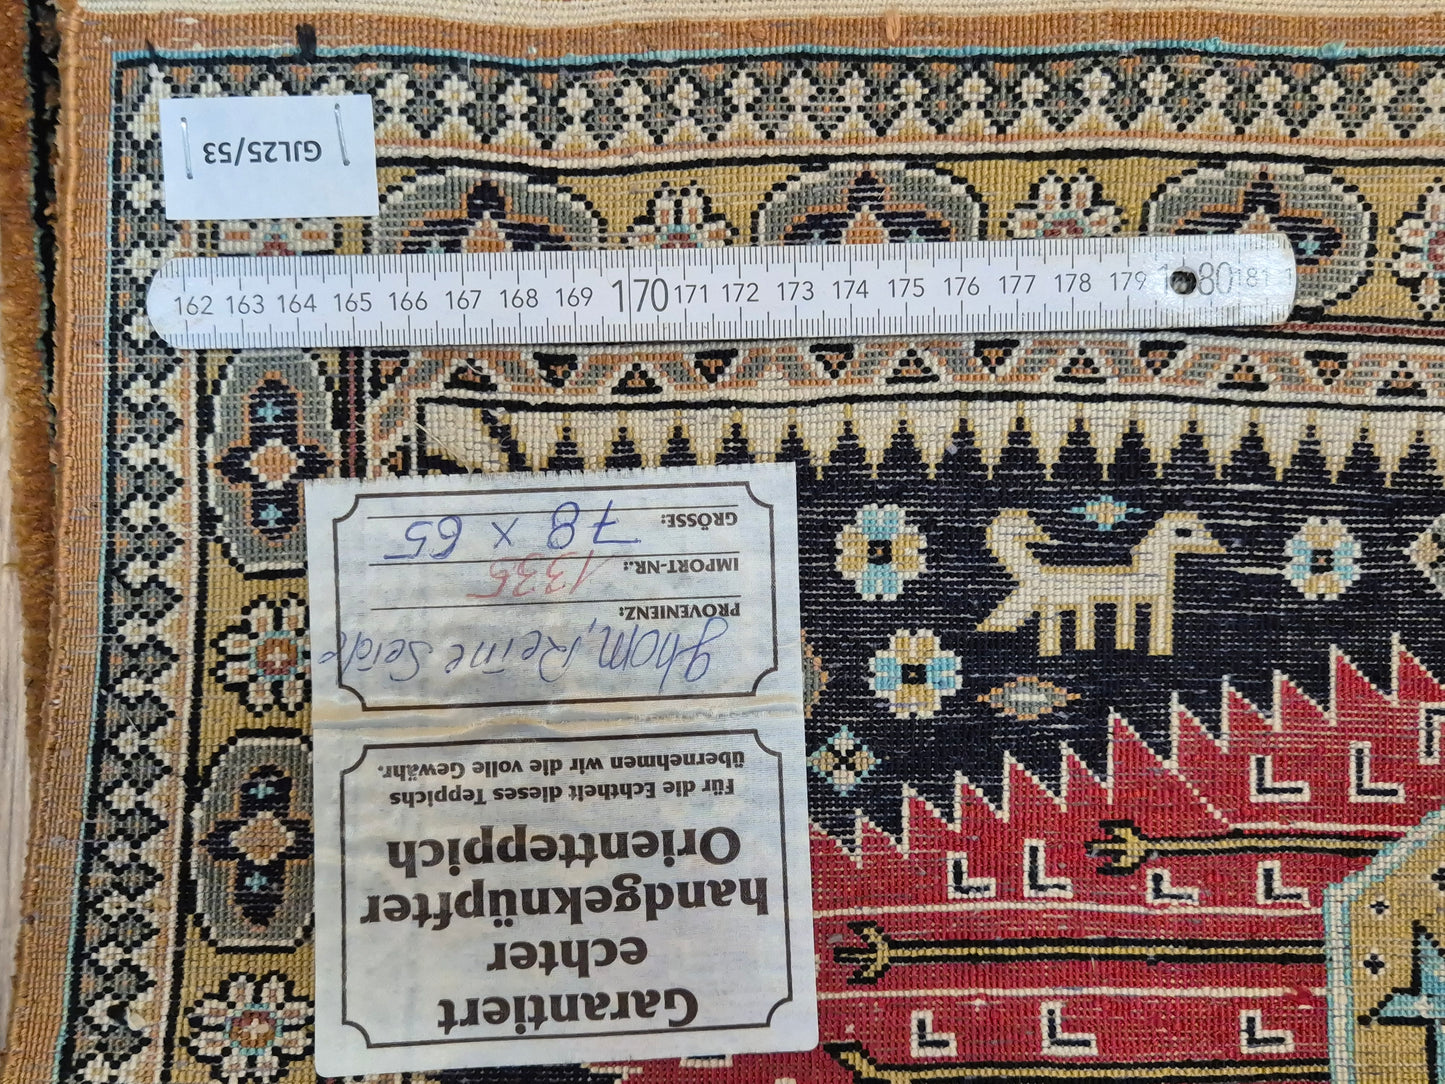 GJL25/53
162 163 164 165 166 167 168 169 170 171 172 173 174 175 176 177 178 179 180 181
Garantiert
echter
handgeknüpfter
Orientteppich
Für die Echtheit dieses Teppichs
übernehmen wir die volle Gewähr.
PROVENIENZ: Ghom, Reine Seide
IMPORT-NR.: 1335
GRÖSSE: 78 x 65